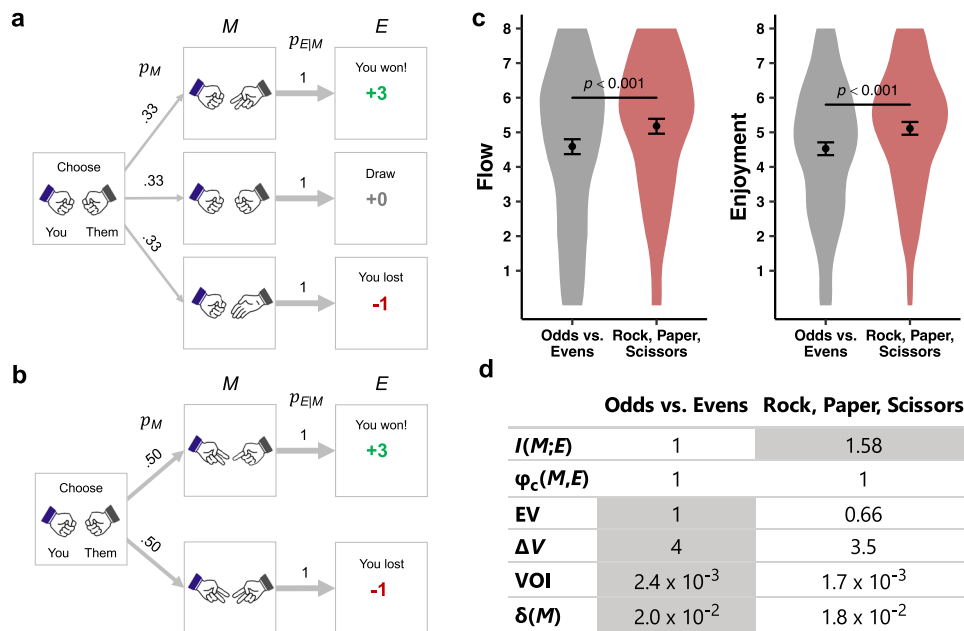 a
M
E
p_M
p_E|M
.33
1
You won!
+3
Choose
You Them
.33
1
Draw
+0
.33
1
You lost
-1
b
M
E
p_M
p_E|M
.50
1
You won!
+3
Choose
You Them
.50
1
You lost
-1
c
Flow
8
7
6
5
4
3
2
1
p < 0.001
Odds vs. Evens
Rock, Paper, Scissors
Enjoyment
8
7
6
5
4
3
2
1
p < 0.001
Odds vs. Evens
Rock, Paper, Scissors
d
Odds vs. Evens Rock, Paper, Scissors
I(M;E) 1 1.58
φc(M,E) 1 1
EV 1 0.66
ΔV 4 3.5
VOI 2.4 x 10⁻³ 1.7 x 10⁻³
δ(M) 2.0 x 10⁻² 1.8 x 10⁻²